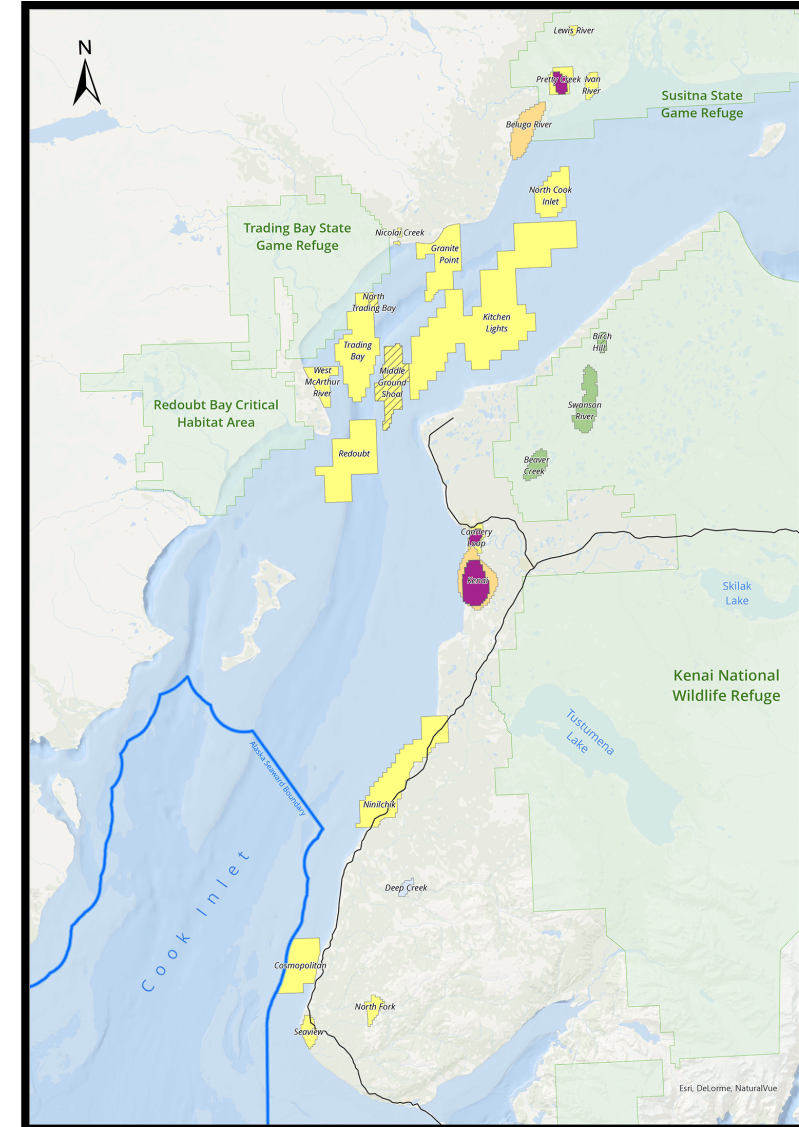 N
Lewis River
Pretty Creek
Ivan
River
Susitna State
Game Refuge
Beluga River
North Cook
Inlet
Trading Bay State
Game Refuge
Nicolai Creek
Granite
Point
North
Trading Bay
Kitchen
Lights
Trading
Bay
Birch
Hill
West
McArthur
River
Middle
Ground
Shoal
Redoubt Bay Critical
Habitat Area
Swanson
River
Redoubt
Beaver
Creek
Cannery
Loop
Kenai
Skilak
Lake
Kenai National
Wildlife Refuge
Tustumena
Lake
Alaska Seaward Boundary
Ninilchik
Cook Inlet
Deep Creek
Cosmopolitan
North Fork
Seaview
Esri, DeLorme, NaturalVue